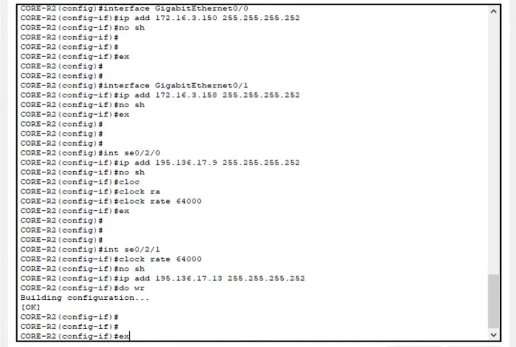 CORE-R2(config)#interface GigabitEthernet0/0
CORE-R2(config-if)#ip add 172.16.3.150 255.255.255.252
CORE-R2(config-if)#no sh
CORE-R2(config-if)#
CORE-R2(config-if)#
CORE-R2(config-if)#ex
CORE-R2(config)#
CORE-R2(config)#
CORE-R2(config)#interface GigabitEthernet0/1
CORE-R2(config-if)#ip add 172.16.3.158 255.255.255.252
CORE-R2(config-if)#no sh
CORE-R2(config-if)#ex
CORE-R2(config)#
CORE-R2(config)#
CORE-R2(config)#
CORE-R2(config)#int se0/2/0
CORE-R2(config-if)#ip add 195.136.17.9 255.255.255.252
CORE-R2(config-if)#no sh
CORE-R2(config-if)#cloc
CORE-R2(config-if)#clock ra
CORE-R2(config-if)#clock rate 64000
CORE-R2(config-if)#ex
CORE-R2(config)#
CORE-R2(config)#
CORE-R2(config)#
CORE-R2(config)#int se0/2/1
CORE-R2(config-if)#clock rate 64000
CORE-R2(config-if)#no sh
CORE-R2(config-if)#ip add 195.136.17.13 255.255.255.252
CORE-R2(config-if)#do wr
Building configuration...
[OK]
CORE-R2(config-if)#
CORE-R2(config-if)#
CORE-R2(config-if)#ex